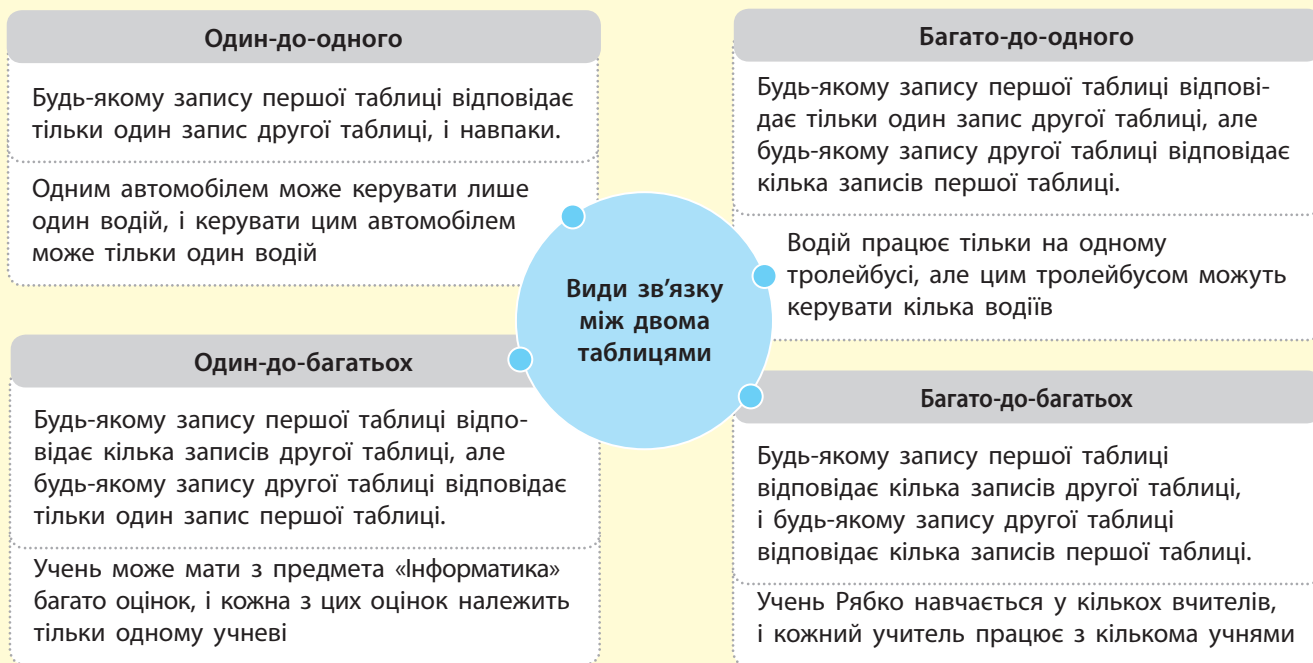 Один-до-одного
Будь-якому запису першої таблиці відповідає
тільки один запис другої таблиці, і навпаки.
Одним автомобілем може керувати лише
один водій, і керувати цим автомобілем
може тільки один водій
Багато-до-одного
Будь-якому запису першої таблиці відпові-
дає тільки один запис другої таблиці, але
будь-якому запису другої таблиці відповідає
кілька записів першої таблиці.
Водій працює тільки на одному
тролейбусі, але цим тролейбусом можуть
керувати кілька водіїв
Види зв'язку
між двома
таблицями
Один-до-багатьох
Будь-якому запису першої таблиці відпо-
відає кілька записів другої таблиці, але
будь-якому запису другої таблиці відповідає
тільки один запис першої таблиці.
Учень може мати з предмета «Інформатика»
багато оцінок, і кожна з цих оцінок належить
тільки одному учневі
Багато-до-багатьох
Будь-якому запису першої таблиці
відповідає кілька записів другої таблиці,
і будь-якому запису другої таблиці
відповідає кілька записів першої таблиці.
Учень Рябко навчається у кількох вчителів,
і кожний учитель працює з кількома учнями